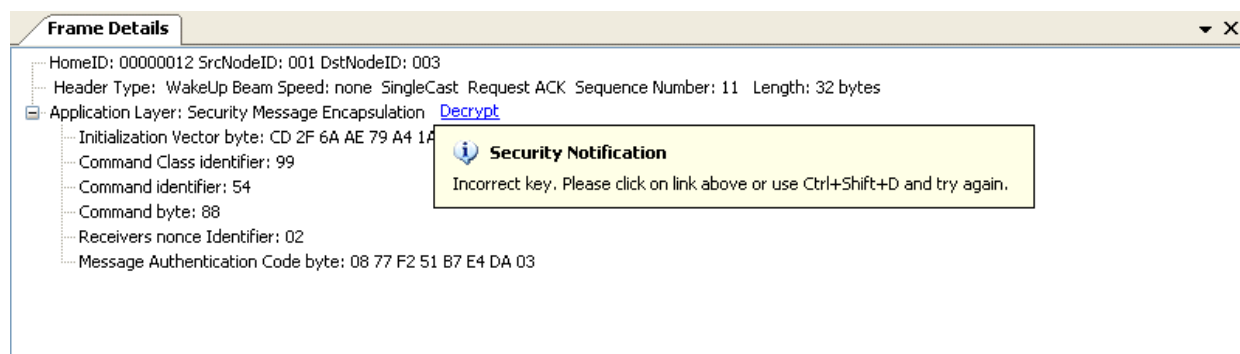 Frame Details
HomeID: 00000012 SrcNodeID: 001 DstNodeID: 003
Header Type: WakeUp Beam Speed: none SingleCast Request ACK Sequence Number: 11 Length: 32 bytes
Application Layer: Security Message Encapsulation Decrypt
Initialization Vector byte: CD 2F 6A AE 79 A4
Command Class identifier: 99
Command identifier: 54
Command byte: 88
Receivers nonce Identifier: 02
Message Authentication Code byte: 08 77 F2 51 B7 E4 DA 03
Security Notification
Incorrect key. Please click on link above or use Ctrl+Shift+D and try again.